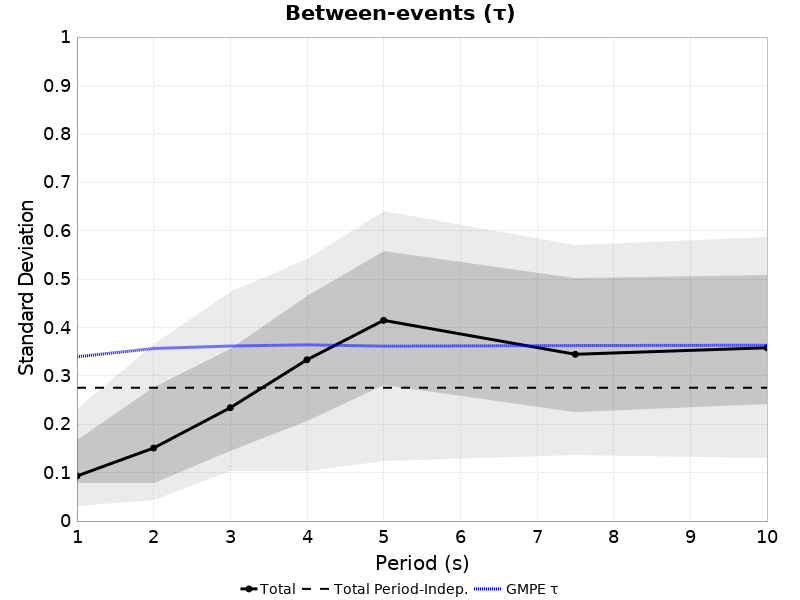 Between-events (τ)
Standard Deviation
1
0.9
0.8
0.7
0.6
0.5
0.4
0.3
0.2
0.1
0
1 2 3 4 5 6 7 8 9 10
Period (s)
Total Total Period-Indep. GMPE τ